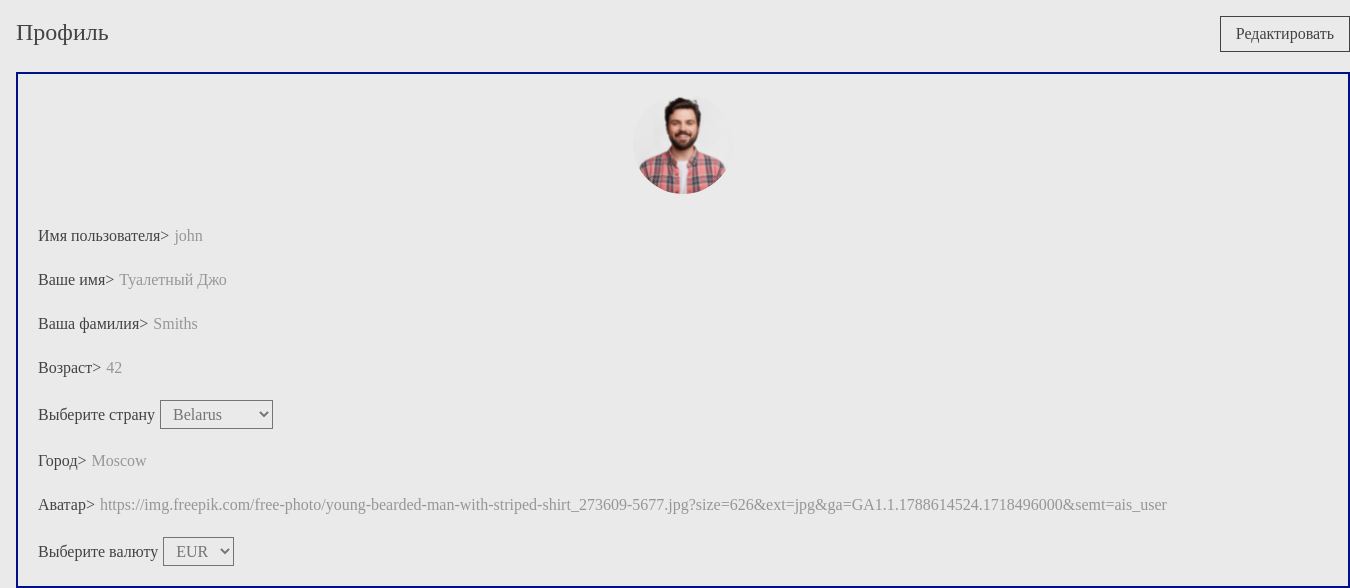 Профиль
Редактировать
Имя пользователя> john
Ваше имя> Туалетный Джо
Ваша фамилия> Smiths
Возраст> 42
Выберите страну Belarus
Город> Moscow
Аватар> https://img.freepik.com/free-photo/young-bearded-man-with-striped-shirt_273609-5677.jpg?size=626&ext=jpg&ga=GA1.1.1788614524.1718496000&semt=ais_user
Выберите валюту EUR